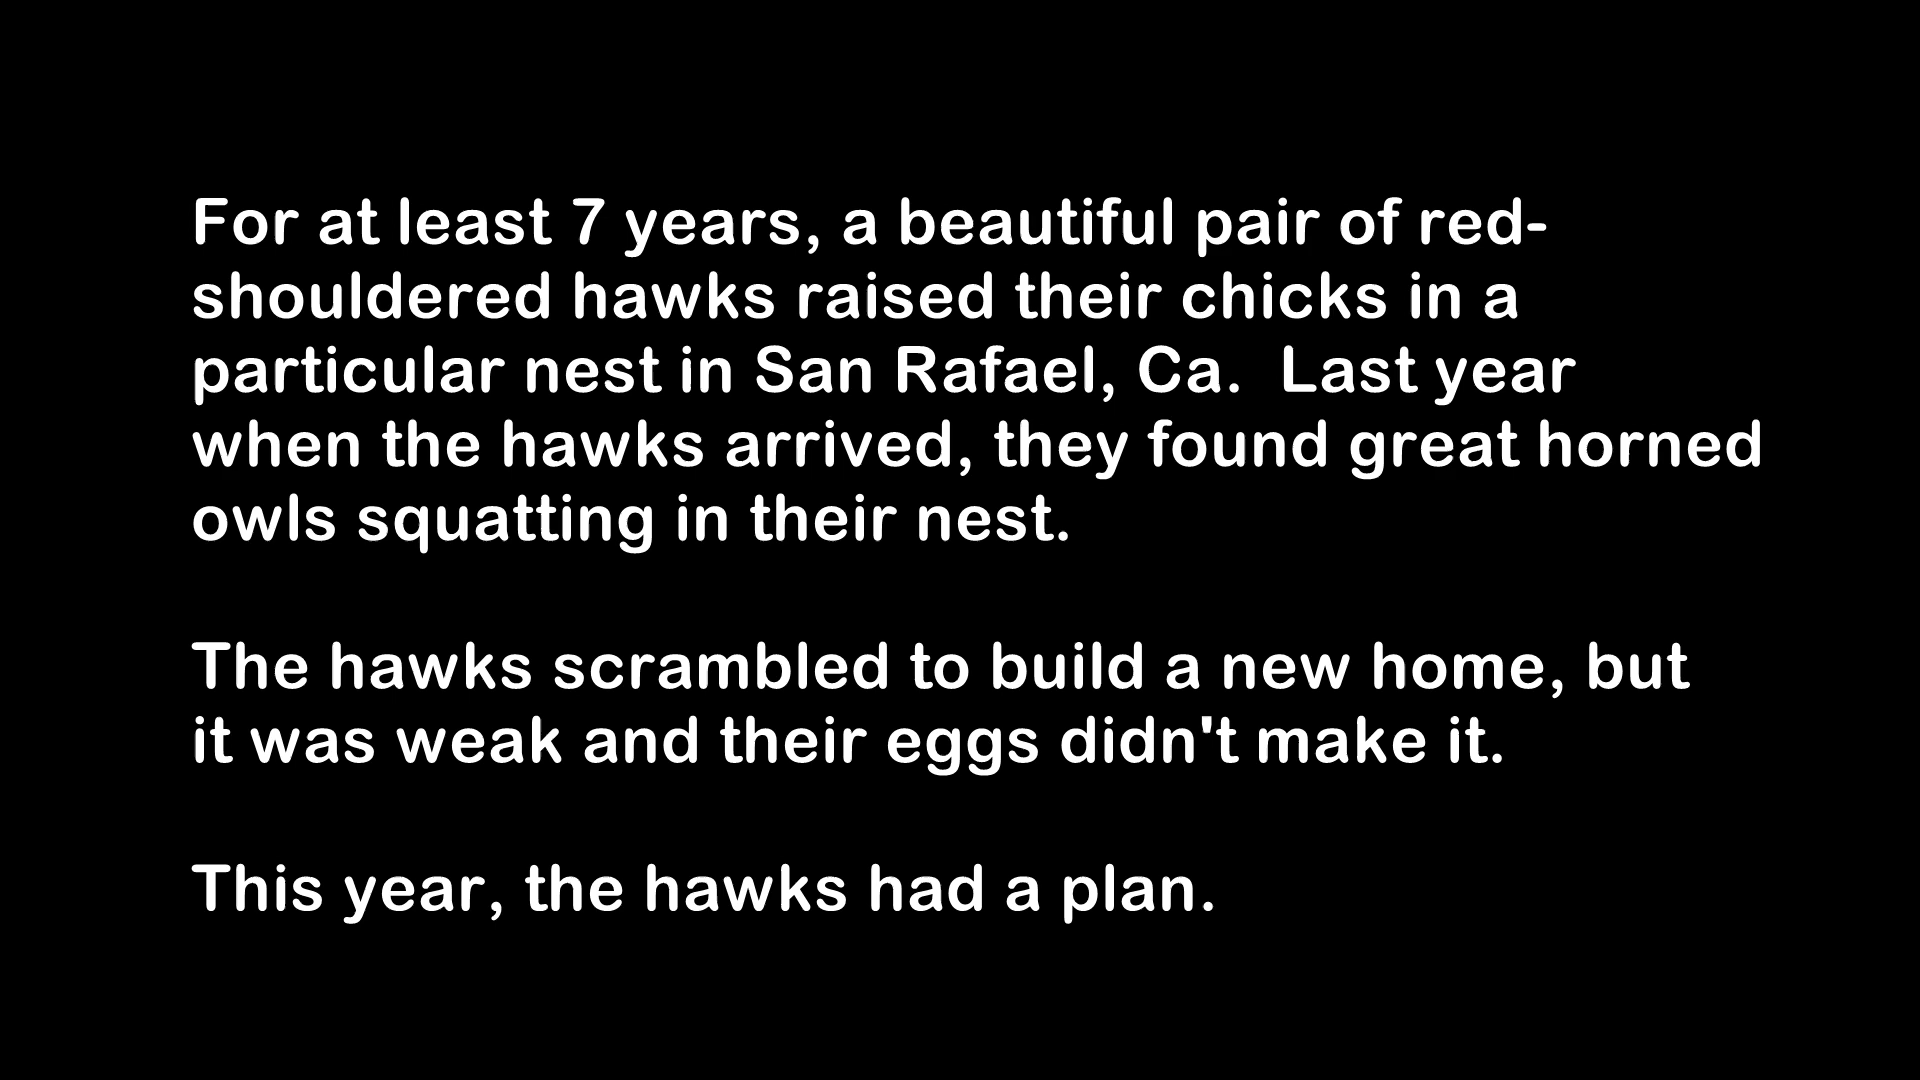 For at least 7 years, a beautiful pair of red-
shouldered hawks raised their chicks in a
particular nest in San Rafael, Ca.  Last year
when the hawks arrived, they found great horned
owls squatting in their nest.
The hawks scrambled to build a new home, but
it was weak and their eggs didn't make it.
This year, the hawks had a plan.